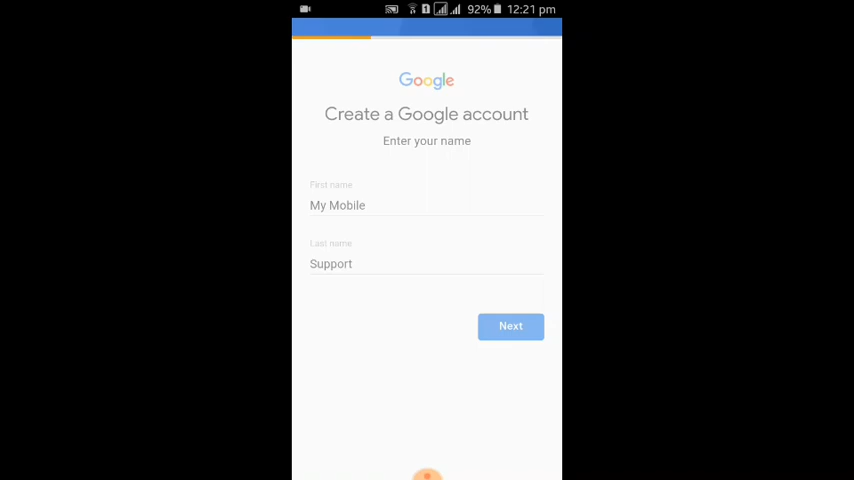 92% 12:21 pm
Google
Create a Google account
Enter your name
First name
My Mobile
Last name
Support
Next